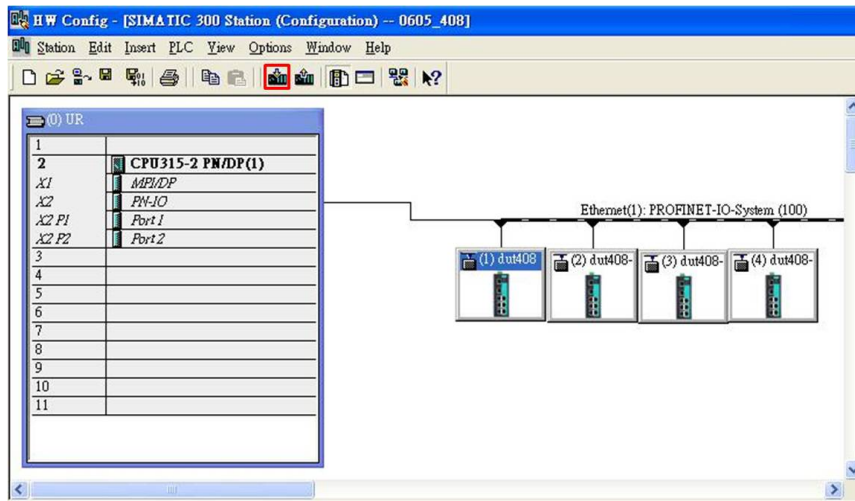 HW Config - [SIMATIC 300 Station (Configuration) -- 0605_408]
Station Edit Insert PLC View Options Window Help
(0) UR
1
2 CPU315-2 PN/DP(1)
X1 MPI/DP
X2 PN-IO
X2 P1 Port 1
X2 P2 Port 2
3
4
5
6
7
8
9
10
11
Ethernet(1): PROFINET-IO-System (100)
(1) dut408 (2) dut408- (3) dut408- (4) dut408-